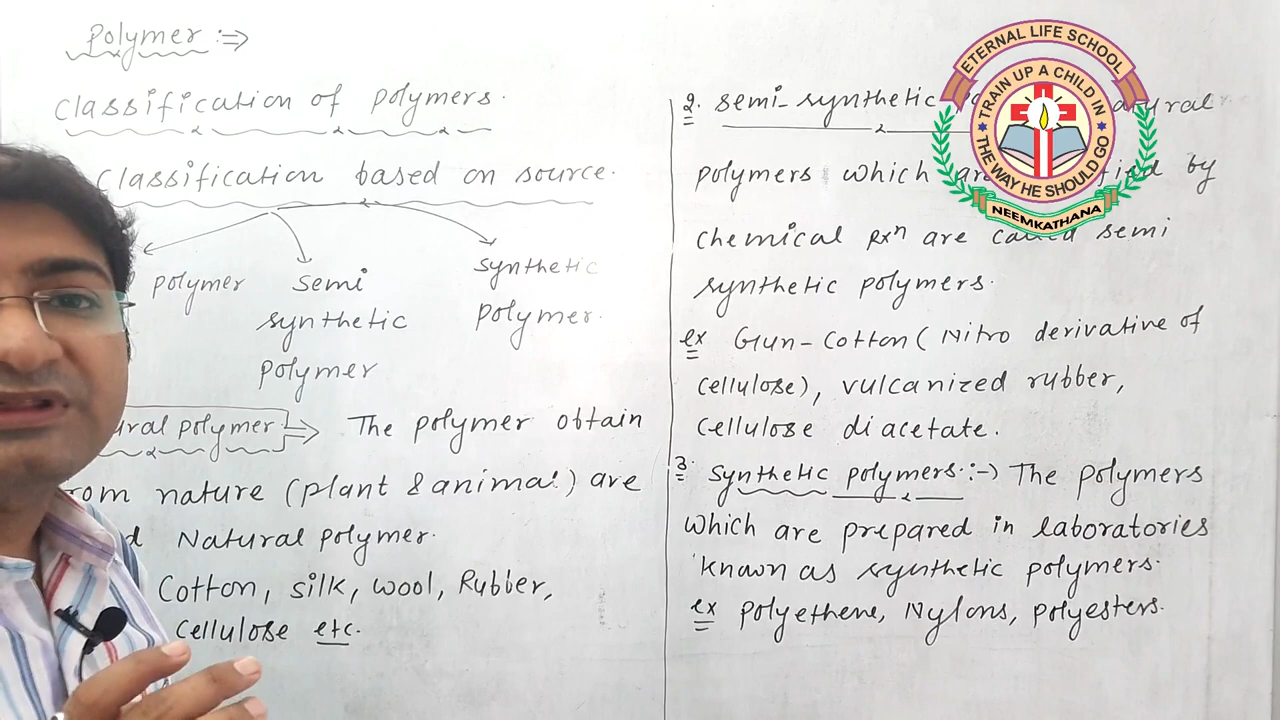 Polymer :⇒
Classification of polymers.
Classification based on source.
polymer
semi
synthetic
polymer
synthetic
polymer.
polymer. ⇒ The polymer obtain
nature (plant & animal) are
Natural polymer.
Cotton, silk, wool, Rubber,
Cellulose etc.
2. semi-synthetic
polymers which by
chemical Rxn are semi
synthetic polymers.
ex Gun-Cotton ( Nitro derivative of
cellulose), vulcanized rubber,
cellulose diacetate.
3. synthetic polymers :-) The polymers
which are prepared in laboratories
known as synthetic polymers.
ex polyethene, Nylons, polyesters.
ETERNAL LIFE SCHOOL
TRAIN UP A CHILD IN
THE WAY HE SHOULD GO
NEEMKATHANA